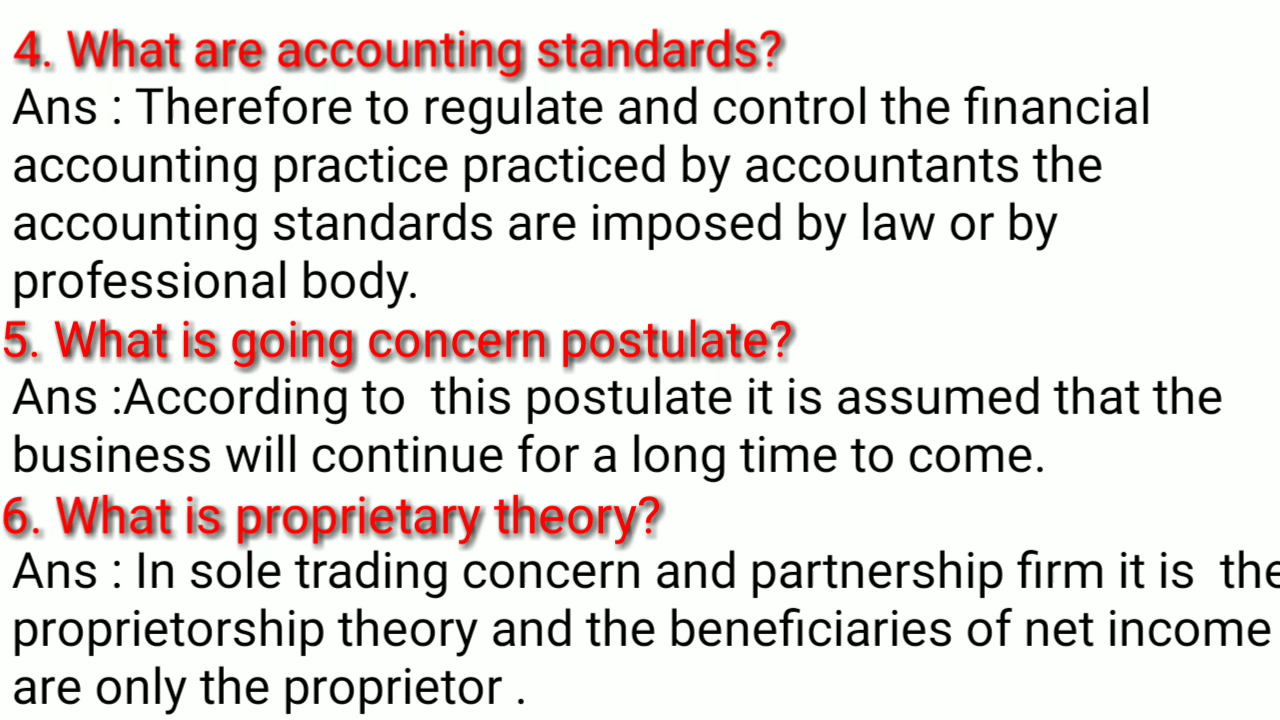 4. What are accounting standards?
Ans : Therefore to regulate and control the financial
accounting practice practiced by accountants the
accounting standards are imposed by law or by
professional body.
5. What is going concern postulate?
Ans :According to  this postulate it is assumed that the
business will continue for a long time to come.
6. What is proprietary theory?
Ans : In sole trading concern and partnership firm it is  the
proprietorship theory and the beneficiaries of net income
are only the proprietor .